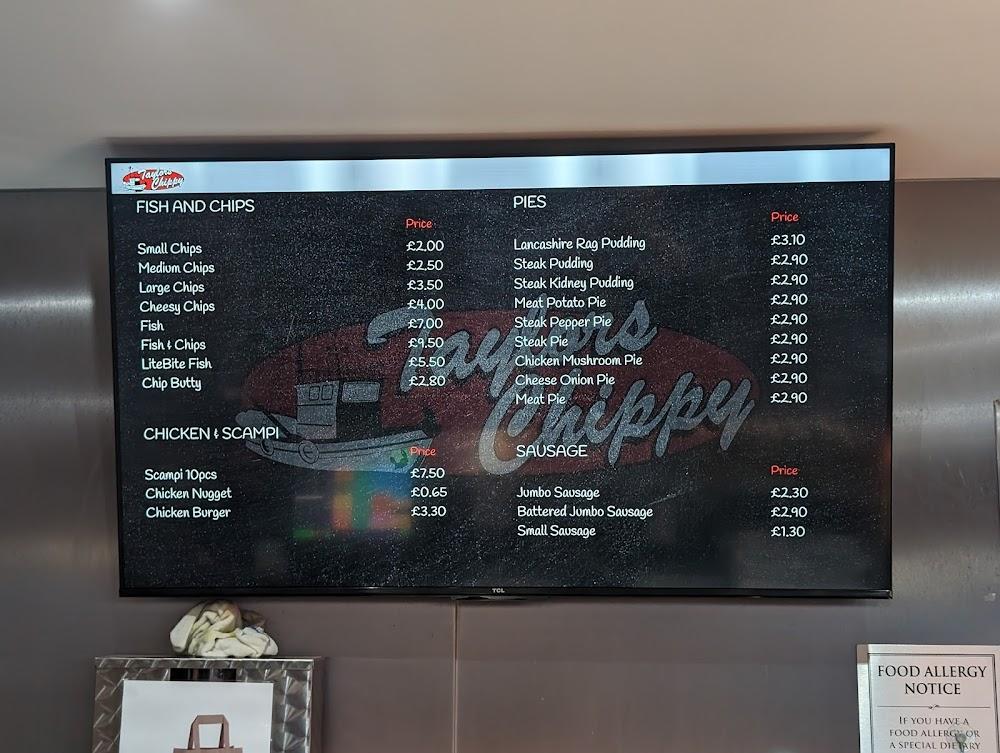 Taylors
Chippy
FISH AND CHIPS
Price
Small Chips £2.00
Medium Chips £2.50
Large Chips £3.50
Cheesy Chips £4.00
Fish £7.00
Fish & Chips £9.50
LiteBite Fish £5.50
Chip Butty £2.80
CHICKEN & SCAMPI
Price
Scampi 10pcs £7.50
Chicken Nugget £0.65
Chicken Burger £3.30
PIES
Price
Lancashire Rag Pudding £3.10
Steak Pudding £2.90
Steak Kidney Pudding £2.90
Meat Potato Pie £2.90
Steak Pepper Pie £2.90
Steak Pie £2.90
Chicken Mushroom Pie £2.90
Cheese Onion Pie £2.90
Meat Pie £2.90
SAUSAGE
Price
Jumbo Sausage £2.30
Battered Jumbo Sausage £2.90
Small Sausage £1.30
Taylors
Chippy
TCL
FOOD ALLERGY
NOTICE
IF YOU HAVE A
FOOD ALLERGY OR
A SPECIAL DIETARY